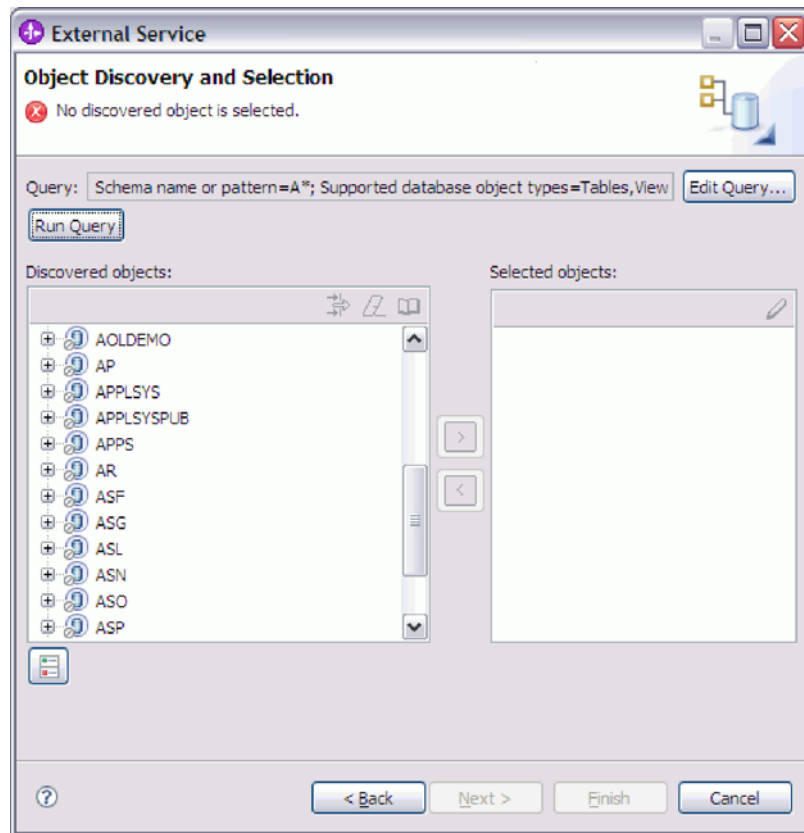 External Service
Object Discovery and Selection
No discovered object is selected.
Query: Schema name or pattern=A*; Supported database object types=Tables,View Edit Query...
Run Query
Discovered objects: Selected objects:
AOLDEMO
AP
APPLSYS
APPLSYSPUB
APPS
AR
ASF
ASG
ASL
ASN
ASO
ASP
> 
<
? < Back Next > Finish Cancel